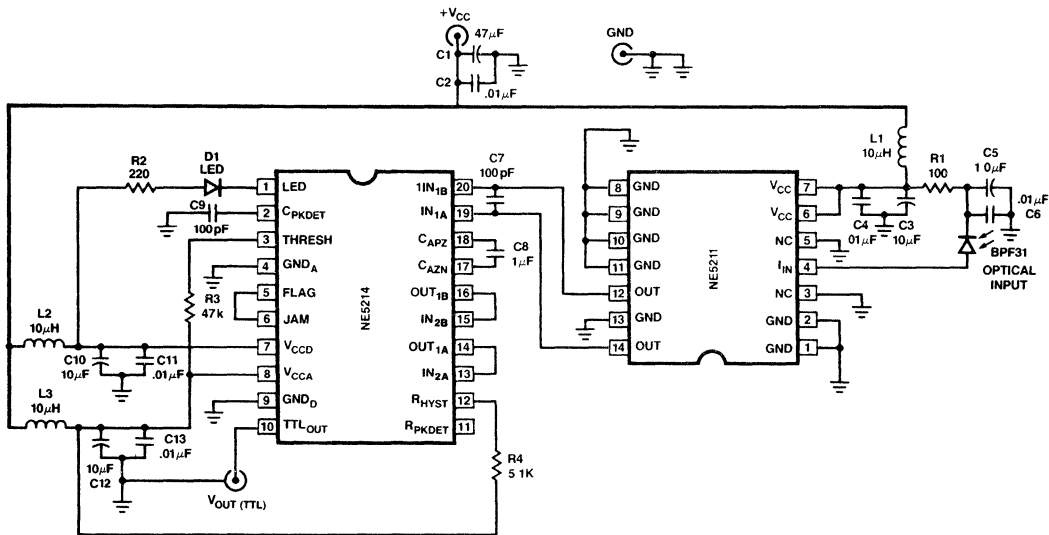 +VCC
C1
47μF
C2
.01μF
GND
L1
10μH
R2
220
D1
LED
C9
100pF
R3
47k
L2
10μH
C10
10μF
C11
.01μF
L3
10μH
10μF
C12
C13
.01μF
VOUT (TTL)
1 LED
2 CPKDET
3 THRESH
4 GNDA
5 FLAG
6 JAM
7 VCCD
8 VCCA
9 GNDD
10 TTLOUT
NE5214
1IN1B 20
IN1A 19
CAPZ 18
CAZN 17
OUT1B 16
IN2B 15
OUT1A 14
IN2A 13
RHYST 12
RPKDET 11
C7
100pF
C8
1μF
R4
5 1K
8 GND
9 GND
10 GND
11 GND
12 OUT
13 GND
14 OUT
NE5211
VCC 7
VCC 6
NC 5
IIN 4
NC 3
GND 2
GND 1
R1
100
C5
1 0μF
.01μF
C6
C4
01μF
C3
10μF
BPF31
OPTICAL
INPUT